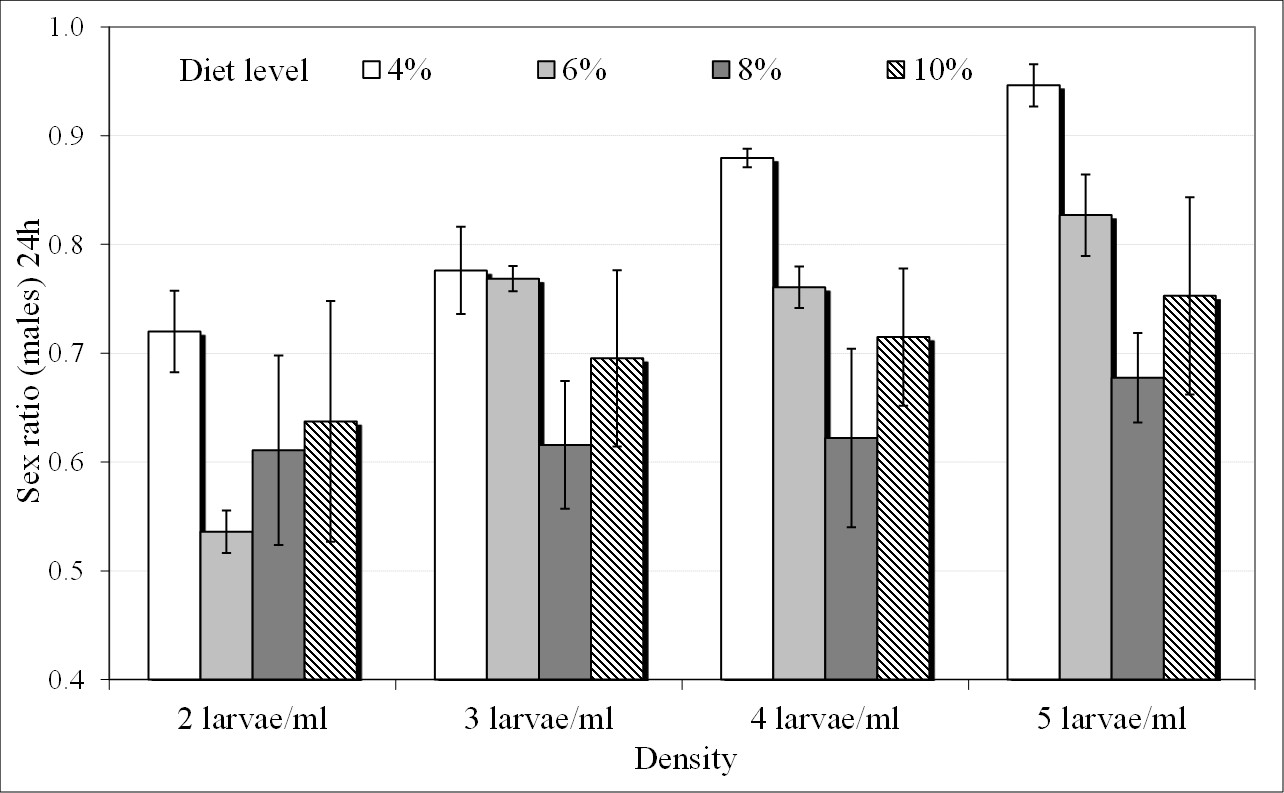 1.0
Diet level 4% 6% 8% 10%
0.9
0.8
0.7
0.6
0.5
0.4
Sex ratio (males) 24h
2 larvae/ml 3 larvae/ml 4 larvae/ml 5 larvae/ml
Density